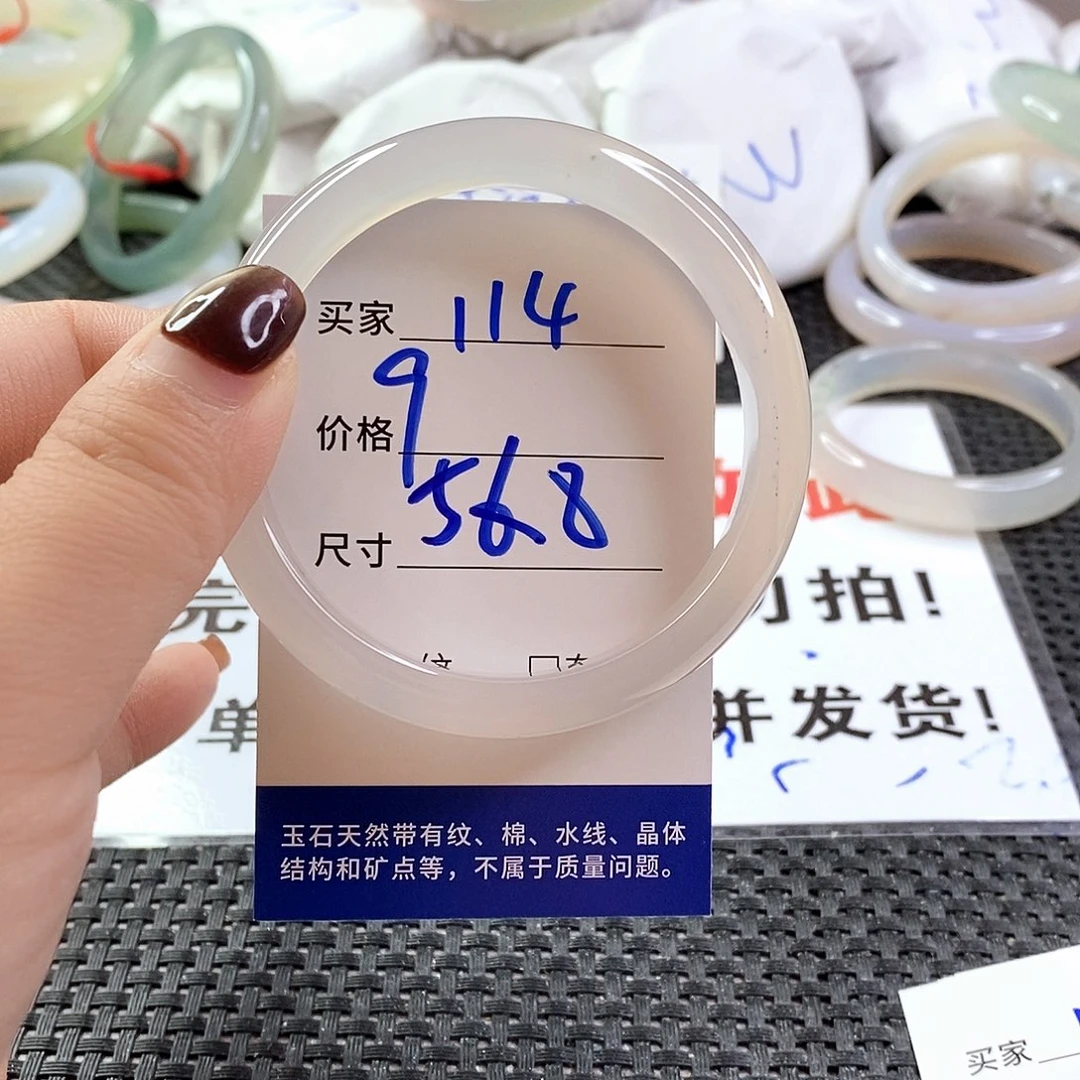 买家 114
价格 9
尺寸 568
完 拍!
单 并发货!
玉石天然带有纹、棉、水线、晶体
结构和矿点等，不属于质量问题。
买家